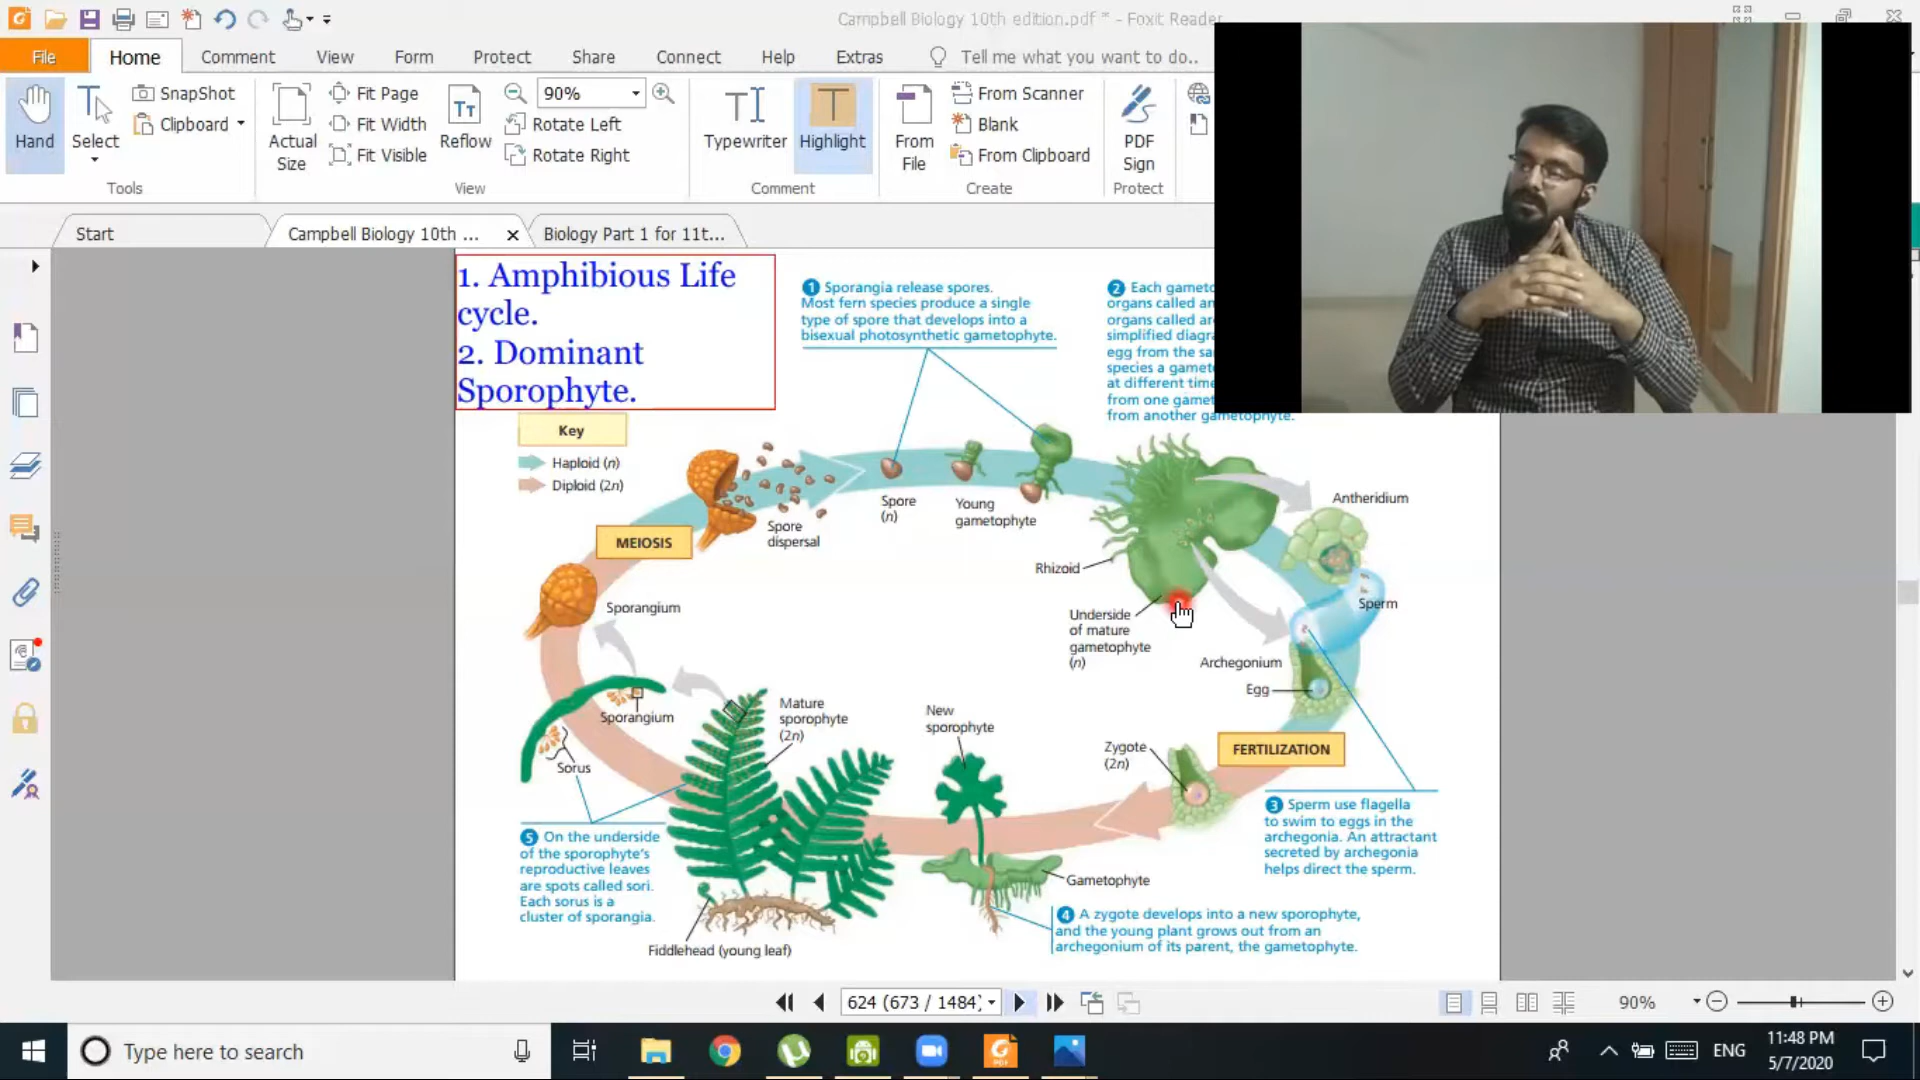 Campbell Biology 10th edition.pdf * - Foxit Reader
File
Home
Comment
View
Form
Protect
Share
Connect
Help
Extras
Tell me what you want to do..
Hand
Select
SnapShot
Clipboard
Actual
Size
Fit Page
Fit Width
Fit Visible
Reflow
90%
Rotate Left
Rotate Right
Typewriter
Highlight
From
File
From Scanner
Blank
From Clipboard
PDF
Sign
Tools
View
Comment
Create
Protect
Start
Campbell Biology 10th ...
Biology Part 1 for 11t...
1. Amphibious Life
cycle.
2. Dominant
Sporophyte.
1 Sporangia release spores.
Most fern species produce a single
type of spore that develops into a
bisexual photosynthetic gametophyte.
2 Each
organs called
organs called
simplified
egg from the
species a
at different
from one
from another gametophyte.
Key
Haploid (n)
Diploid (2n)
MEIOSIS
Spore
dispersal
Spore
(n)
Young
gametophyte
Rhizoid
Underside
of mature
gametophyte
(n)
Antheridium
Sperm
Archegonium
Egg
FERTILIZATION
Zygote
(2n)
3 Sperm use flagella
to swim to eggs in the
archegonia. An attractant
secreted by archegonia
helps direct the sperm.
New
sporophyte
Gametophyte
4 A zygote develops into a new sporophyte,
and the young plant grows out from an
archegonium of its parent, the gametophyte.
Mature
sporophyte
(2n)
Sporangium
Sporangium
Sorus
5 On the underside
of the sporophyte's
reproductive leaves
are spots called sori.
Each sorus is a
cluster of sporangia.
Fiddlehead (young leaf)
624 (673 / 1484)
90%
Type here to search
ENG
11:48 PM
5/7/2020